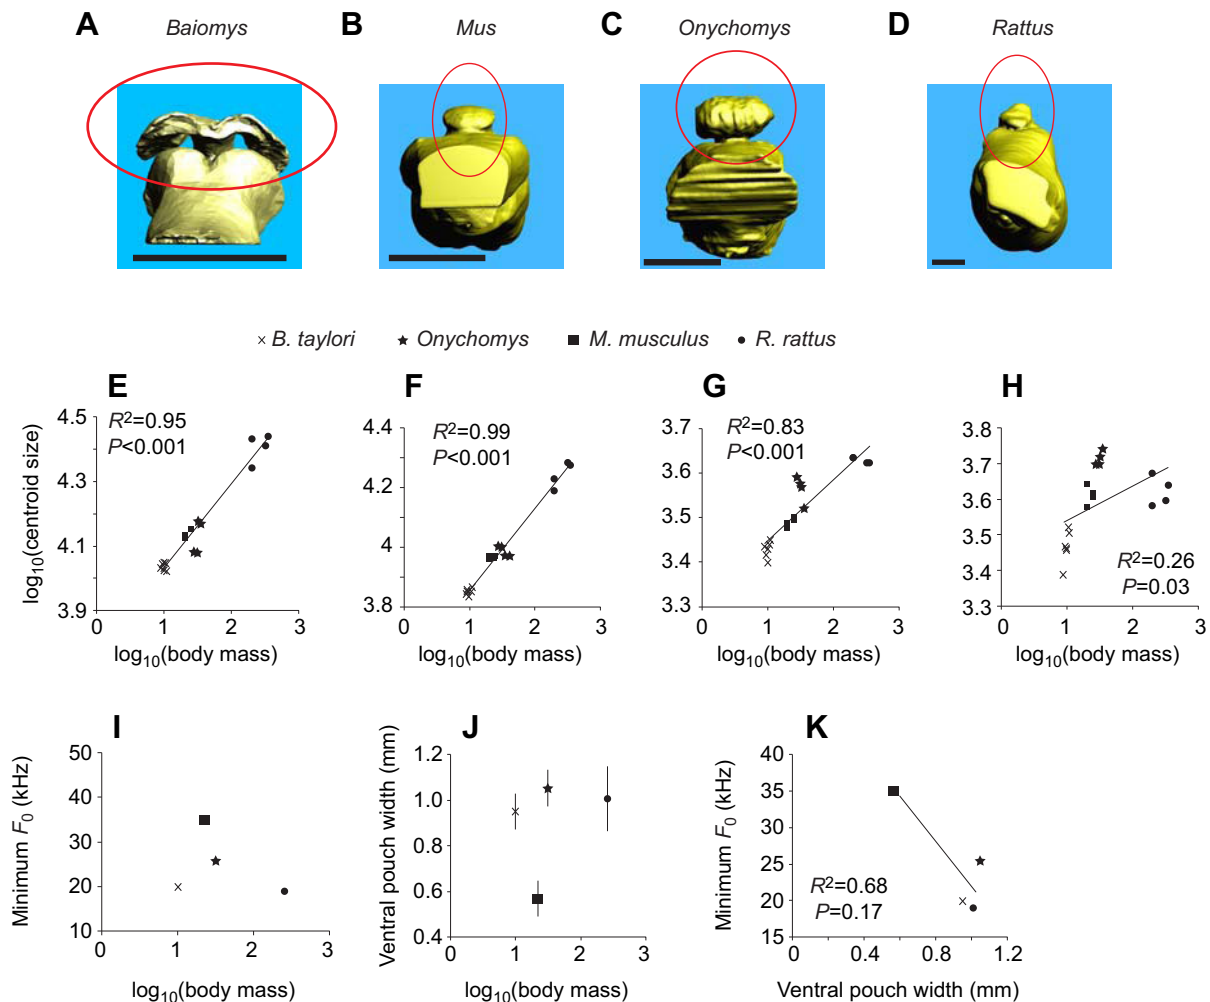 A Baiomys
B Mus
C Onychomys
D Rattus
B. taylori Onychomys M. musculus R. rattus
E
R²=0.95
P<0.001
4.5
4.3
4.1
3.9
0 1 2 3
log₁₀(centroid size)
log₁₀(body mass)
F
R²=0.99
P<0.001
4.4
4.2
4
3.8
0 1 2 3
log₁₀(body mass)
G
R²=0.83
P<0.001
3.7
3.6
3.5
3.4
3.3
0 1 2 3
log₁₀(body mass)
H
3.8
3.7
3.6
3.5
3.4
3.3
R²=0.26
P=0.03
0 1 2 3
log₁₀(body mass)
I
Minimum F₀ (kHz)
50
40
30
20
10
0 1 2 3
log₁₀(body mass)
J
Ventral pouch width (mm)
1.2
1.0
0.8
0.6
0.4
0 1 2 3
log₁₀(body mass)
K
Minimum F₀ (kHz)
40
35
30
25
20
15
R²=0.68
P=0.17
0 0.4 0.8 1.2
Ventral pouch width (mm)